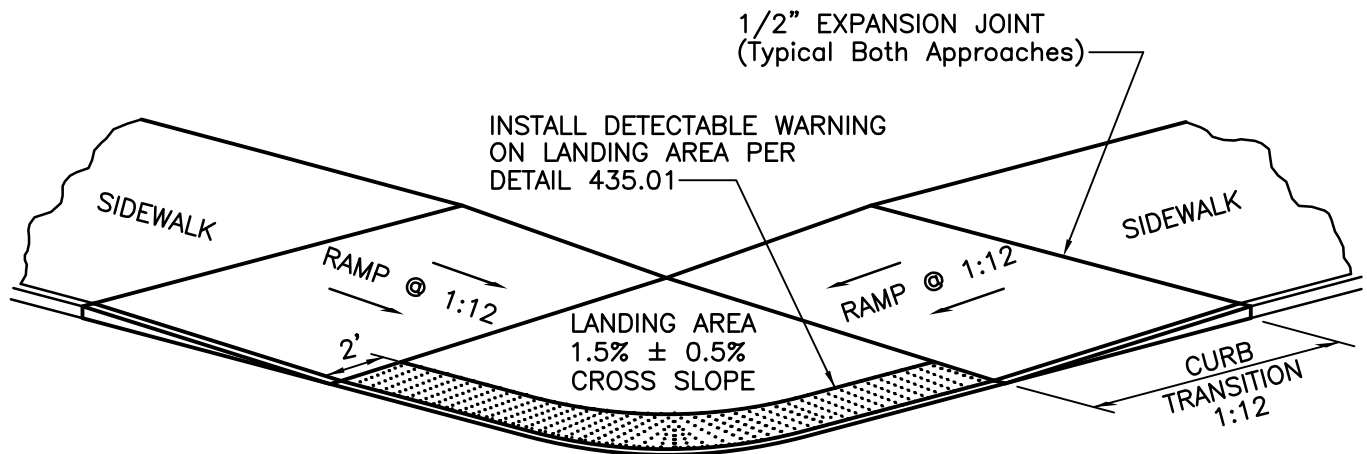 1/2" EXPANSION JOINT
(Typical Both Approaches)
INSTALL DETECTABLE WARNING
ON LANDING AREA PER
DETAIL 435.01
SIDEWALK
SIDEWALK
RAMP @ 1:12
RAMP @ 1:12
2'
LANDING AREA
1.5% ± 0.5%
CROSS SLOPE
CURB
TRANSITION
1:12